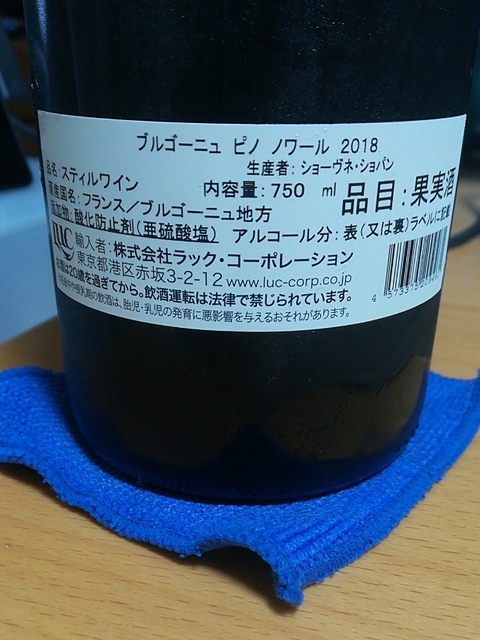 ブルゴーニュ ピノ ノワール 2018
生産者：ショーヴネ・ショパン
品名：スティルワイン
内容量：750 ml
品目：果実酒
原産国名：フランス／ブルゴーニュ地方
添加物：酸化防止剤（亜硫酸塩）
アルコール分：表（又は裏）ラベルに記載
LUC
輸入者：株式会社ラック・コーポレーション
東京都港区赤坂3-2-12 www.luc-corp.co.jp
飲酒は20歳を過ぎてから。飲酒運転は法律で禁じられています。
妊娠中や授乳期の飲酒は、胎児・乳児の発育に悪影響を与えるおそれがあります。